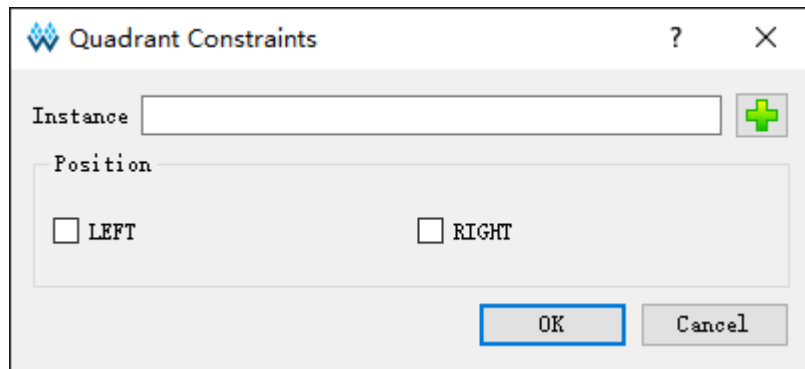 Quadrant Constraints ?
Instance
Position
LEFT RIGHT
OK Cancel